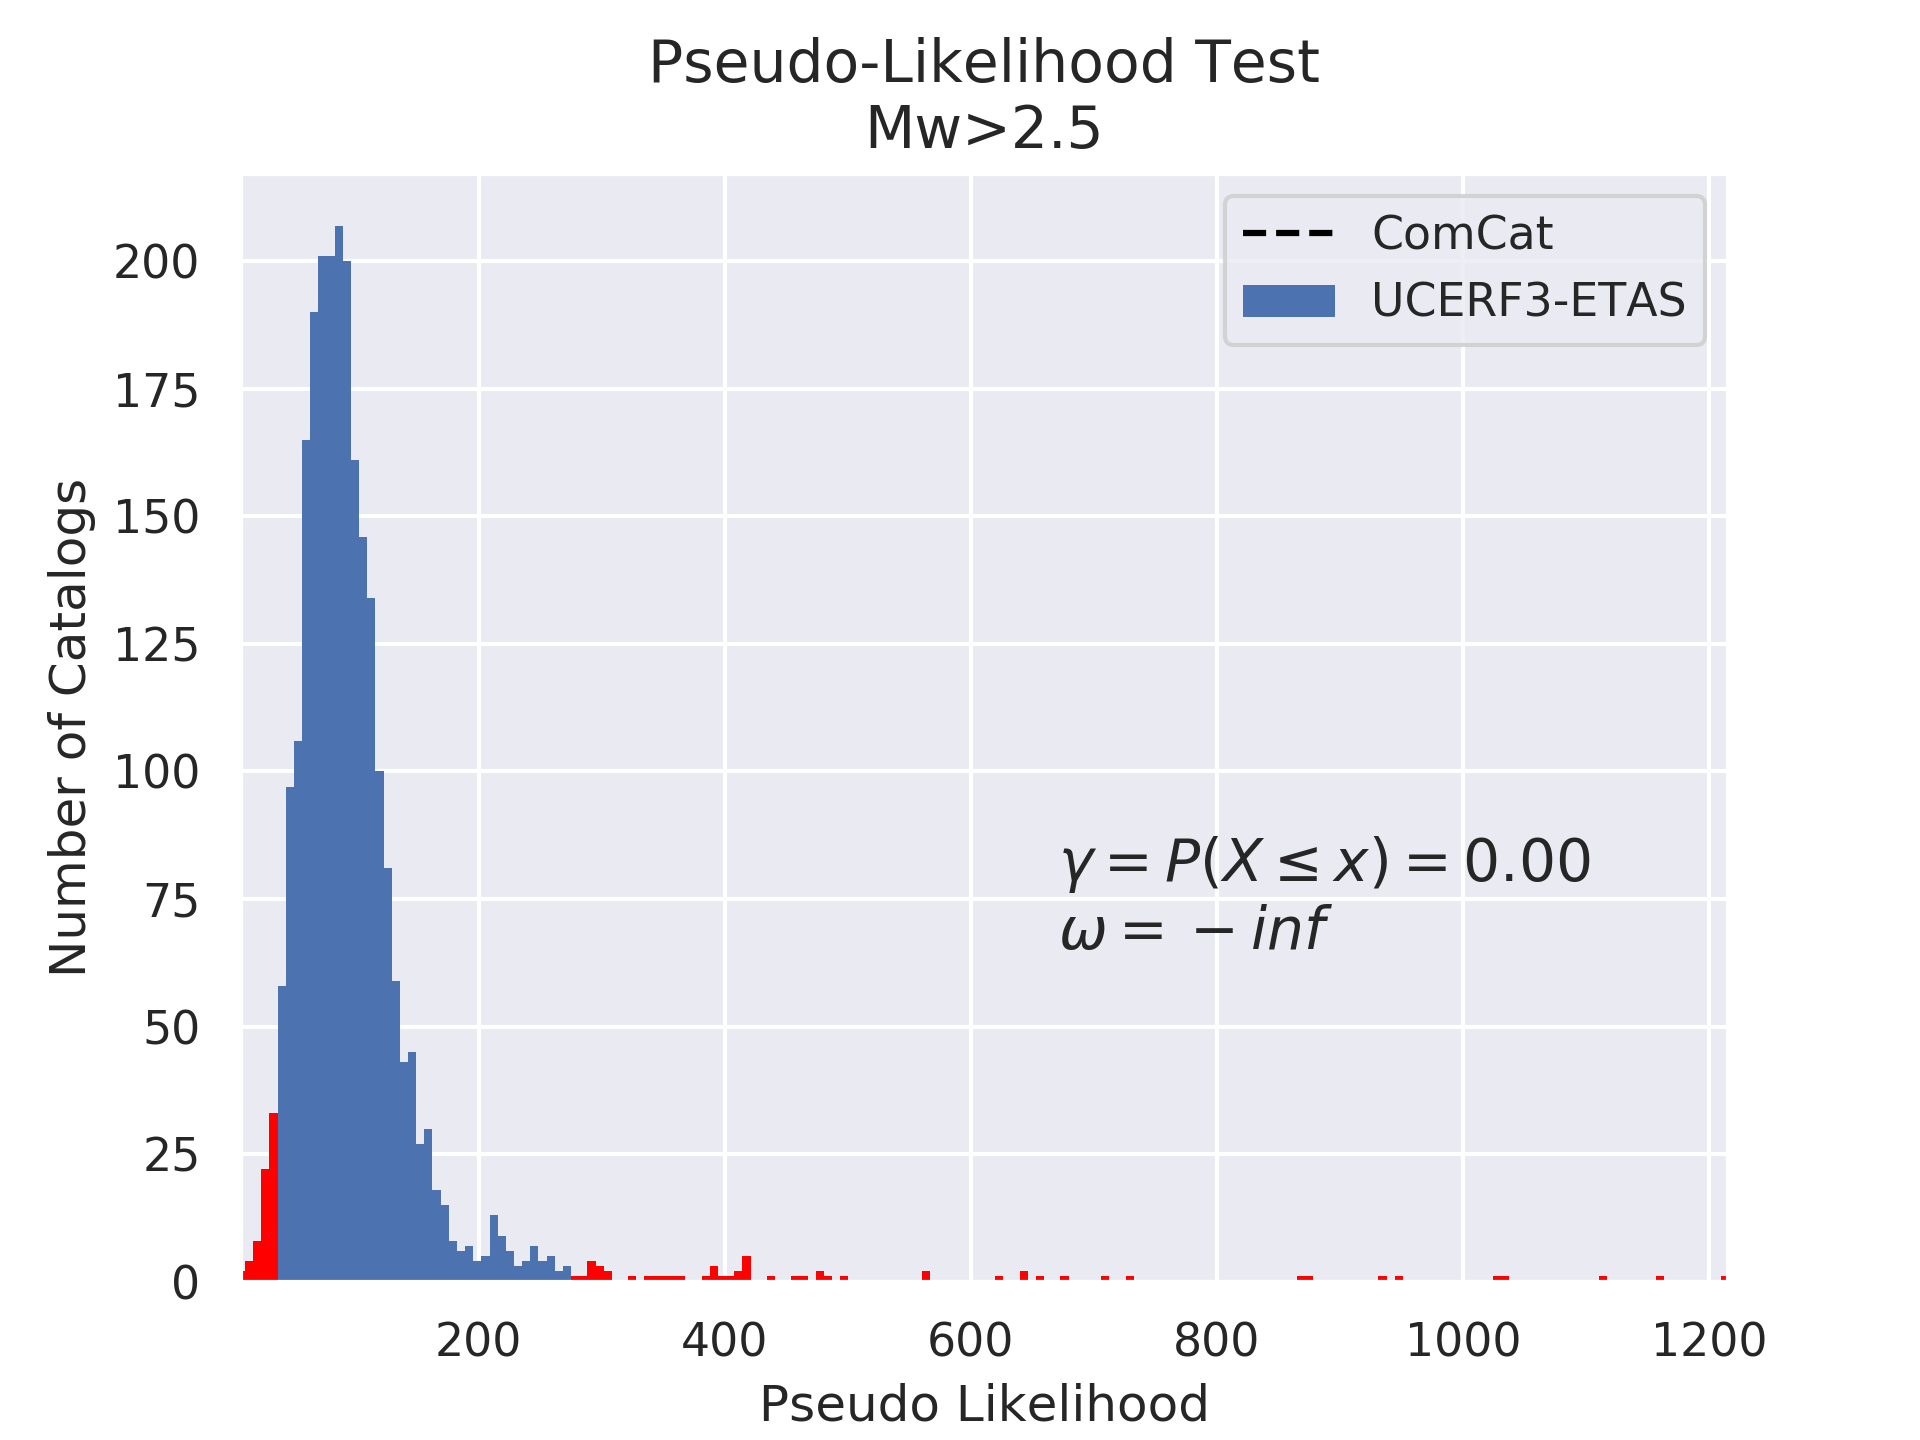 Pseudo-Likelihood Test
Mw>2.5
ComCat
UCERF3-ETAS
200
175
150
125
100
75
50
25
0
Number of Catalogs
γ = P(X ≤ x) = 0.00
ω = − inf
200 400 600 800 1000 1200
Pseudo Likelihood